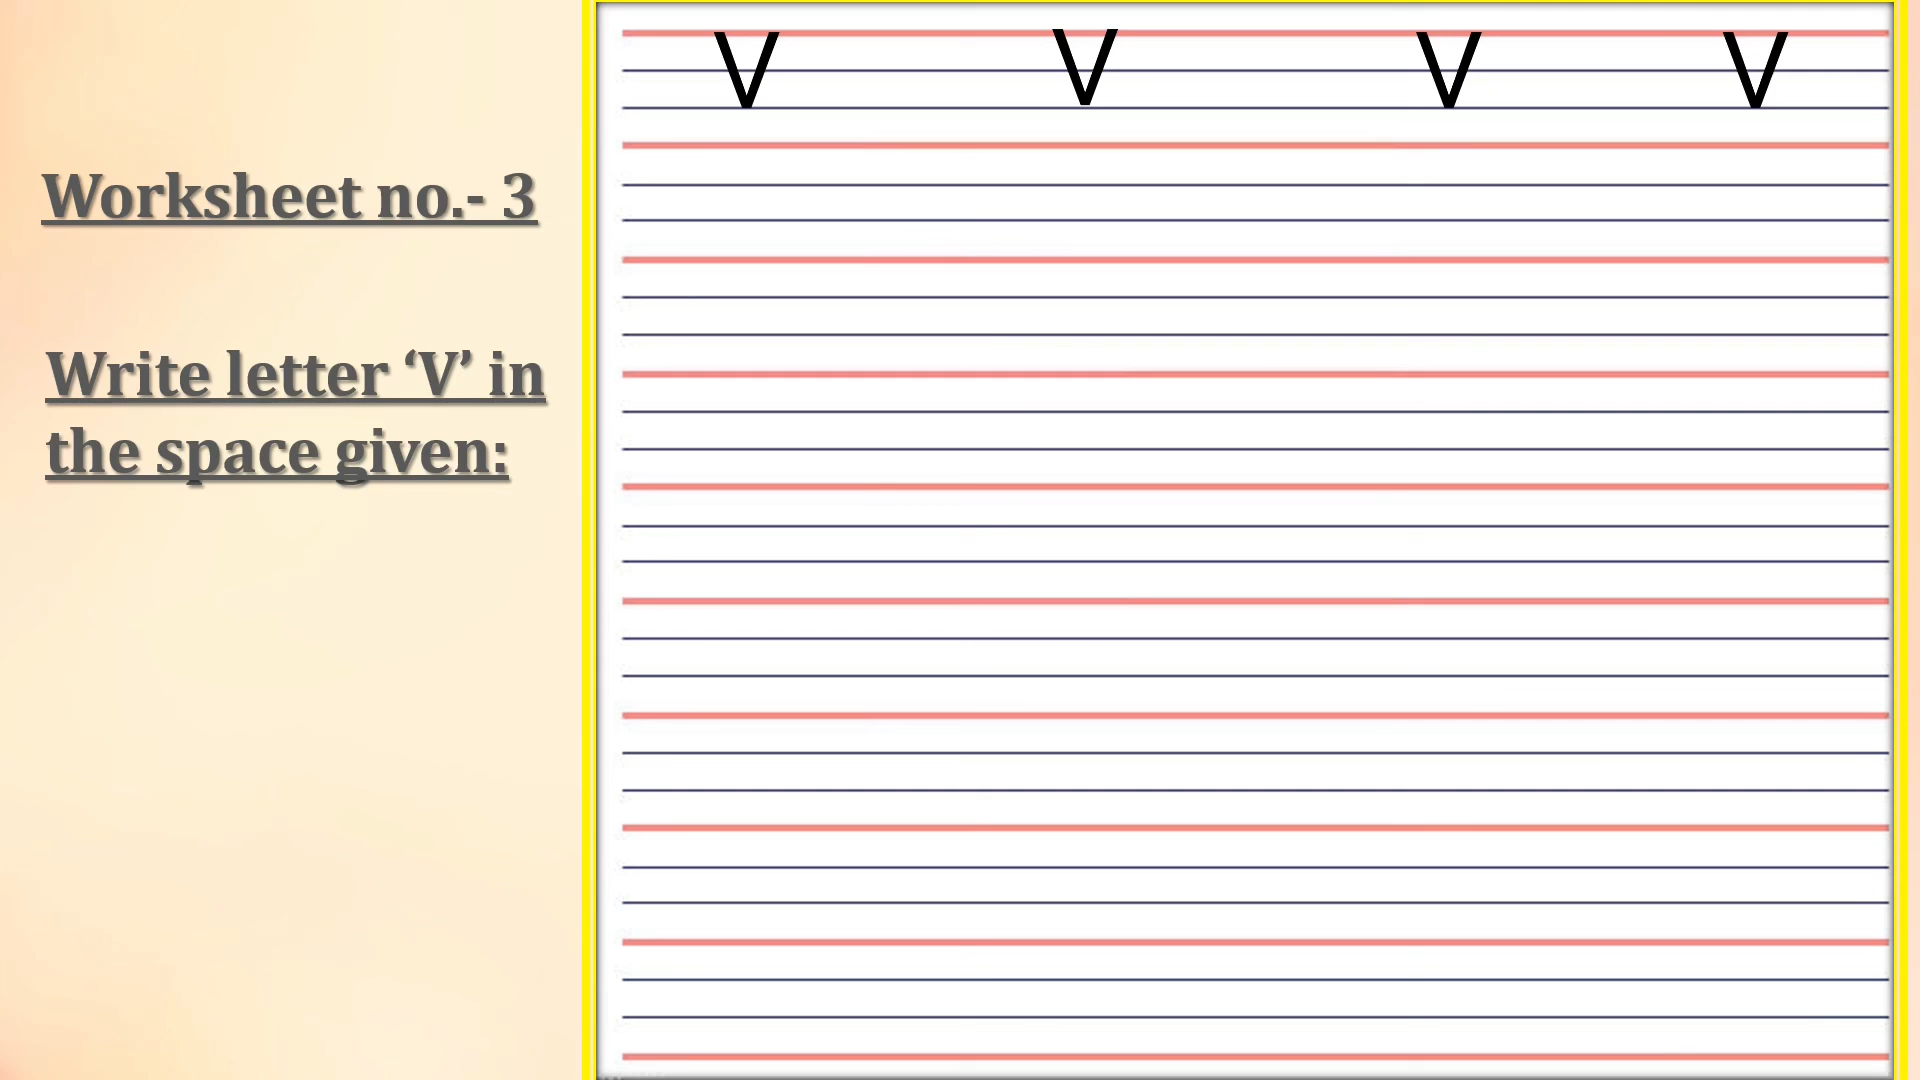 Worksheet no.- 3
Write letter ‘V’ in
the space given:
V V V V